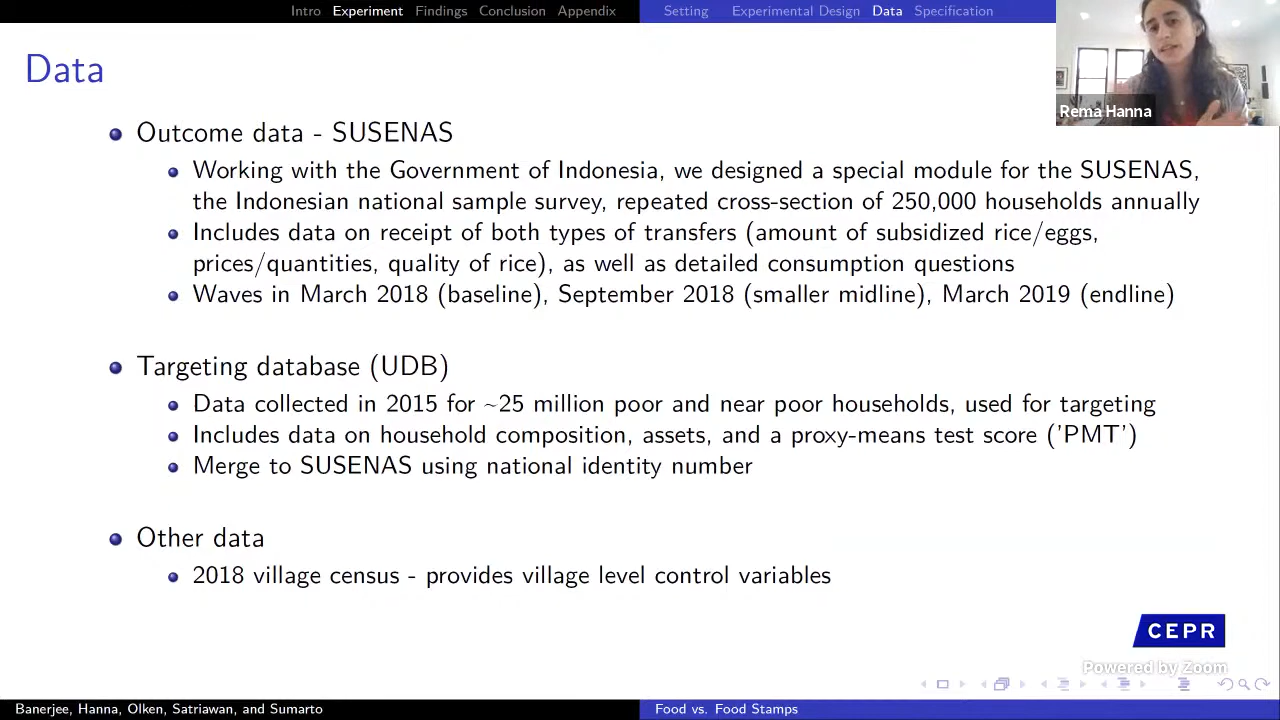 Intro Experiment Findings Conclusion Appendix
Setting Experimental Design Data Specification
Data
Rema Hanna
Outcome data - SUSENAS
Working with the Government of Indonesia, we designed a special module for the SUSENAS,
the Indonesian national sample survey, repeated cross-section of 250,000 households annually
Includes data on receipt of both types of transfers (amount of subsidized rice/eggs,
prices/quantities, quality of rice), as well as detailed consumption questions
Waves in March 2018 (baseline), September 2018 (smaller midline), March 2019 (endline)
Targeting database (UDB)
Data collected in 2015 for ~25 million poor and near poor households, used for targeting
Includes data on household composition, assets, and a proxy-means test score ('PMT')
Merge to SUSENAS using national identity number
Other data
2018 village census - provides village level control variables
CEPR
Powered by Zoom
Banerjee, Hanna, Olken, Satriawan, and Sumarto
Food vs. Food Stamps